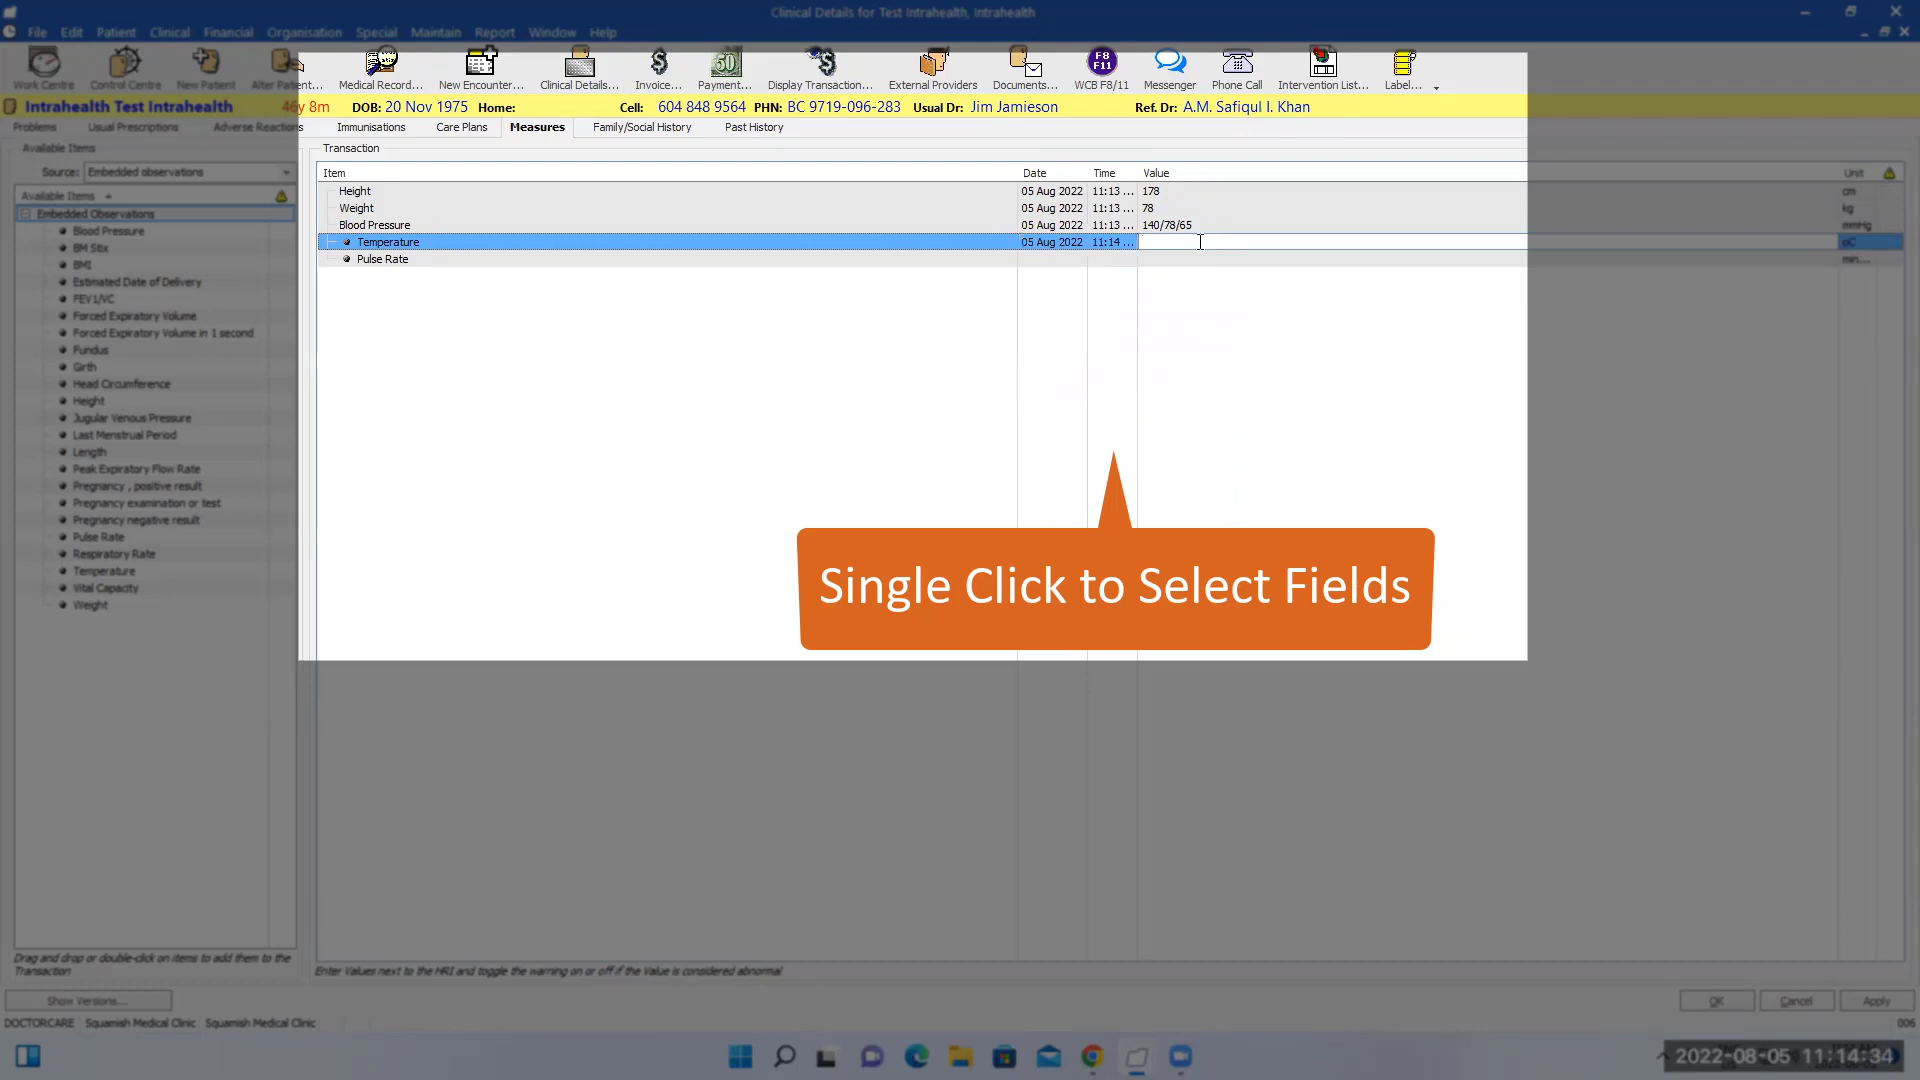 Clinical Details for Test Intrahealth, Intrahealth
File Edit Patient Clinical Financial Organisation Special Maintain Report Window Help
Work Centre Control Centre New Patient Alter Patient... Medical Record... New Encounter... Clinical Details... Invoice... Payment... Display Transaction... External Providers Documents... WCB F8/11 Messenger Phone Call Intervention List... Label...
50
F8
F11
Intrahealth Test Intrahealth 46y 8m DOB: 20 Nov 1975 Home: Cell: 604 848 9564 PHN: BC 9719-096-283 Usual Dr: Jim Jamieson Ref. Dr: A.M. Safiqul I. Khan
Problems Usual Prescriptions Adverse Reactions Immunisations Care Plans Measures Family/Social History Past History
Available Items
Source: Embedded observations
Available Items
Embedded Observations
Blood Pressure
BM Stix
BMI
Estimated Date of Delivery
FEV1/VC
Forced Expiratory Volume
Forced Expiratory Volume in 1 second
Fundus
Girth
Head Circumference
Height
Jugular Venous Pressure
Last Menstrual Period
Length
Peak Expiratory Flow Rate
Pregnancy , positive result
Pregnancy examination or test
Pregnancy negative result
Pulse Rate
Respiratory Rate
Temperature
Vital Capacity
Weight
Drag and drop or double-click on items to add them to the
Transaction
Transaction
Item Date Time Value Unit
Height 05 Aug 2022 11:13 ... 178 cm
Weight 05 Aug 2022 11:13 ... 78 kg
Blood Pressure 05 Aug 2022 11:13 ... 140/78/65 mmHg
Temperature 05 Aug 2022 11:14 ... oC
Pulse Rate min...
Single Click to Select Fields
Enter Values next to the HRI and toggle the warning on or off if the Value is considered abnormal
Show Versions... OK Cancel Apply
DOCTORCARE Squamish Medical Clinic Squamish Medical Clinic 006
2022-08-05 11:14:34